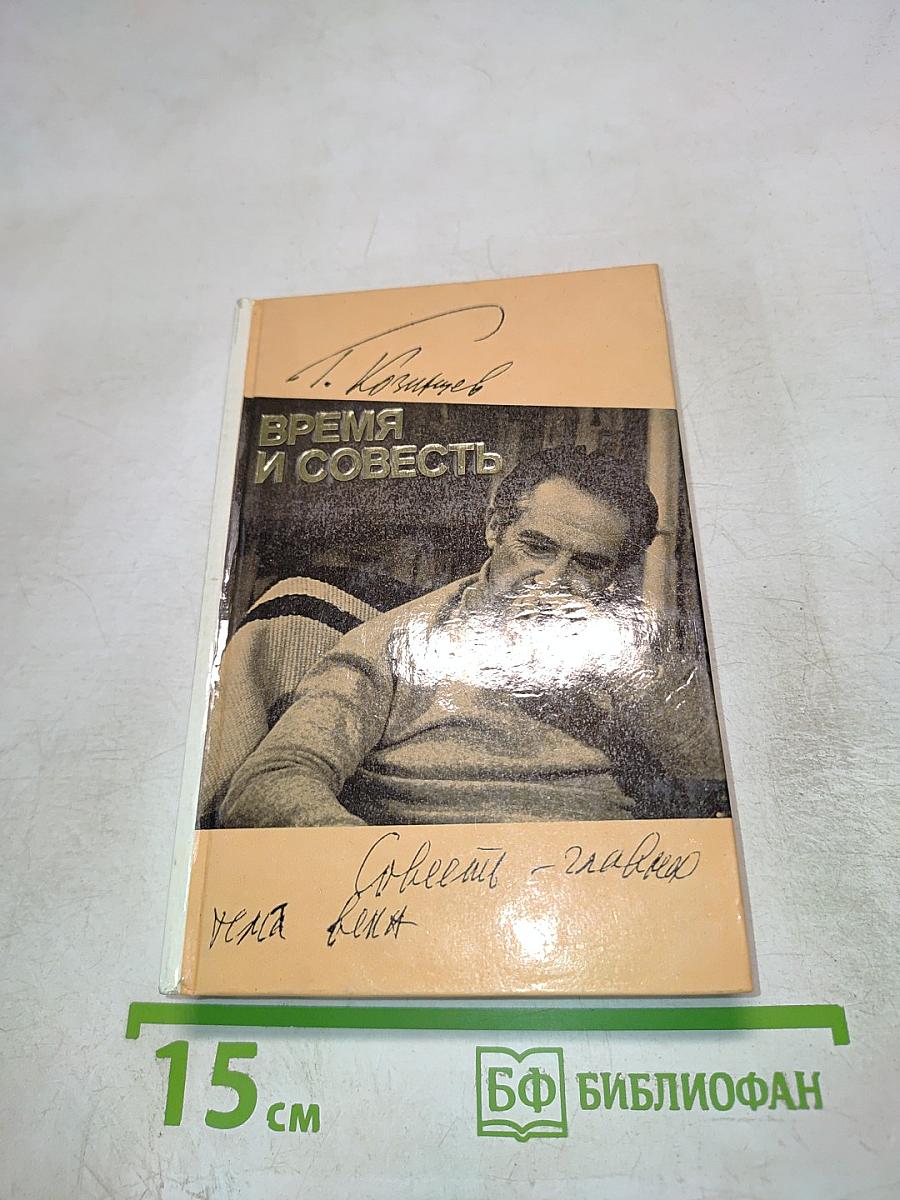 Г. Козинцев
ВРЕМЯ
И СОВЕСТЬ
Совесть – главная
тема века
15 см
БФ БИБЛИОФАН